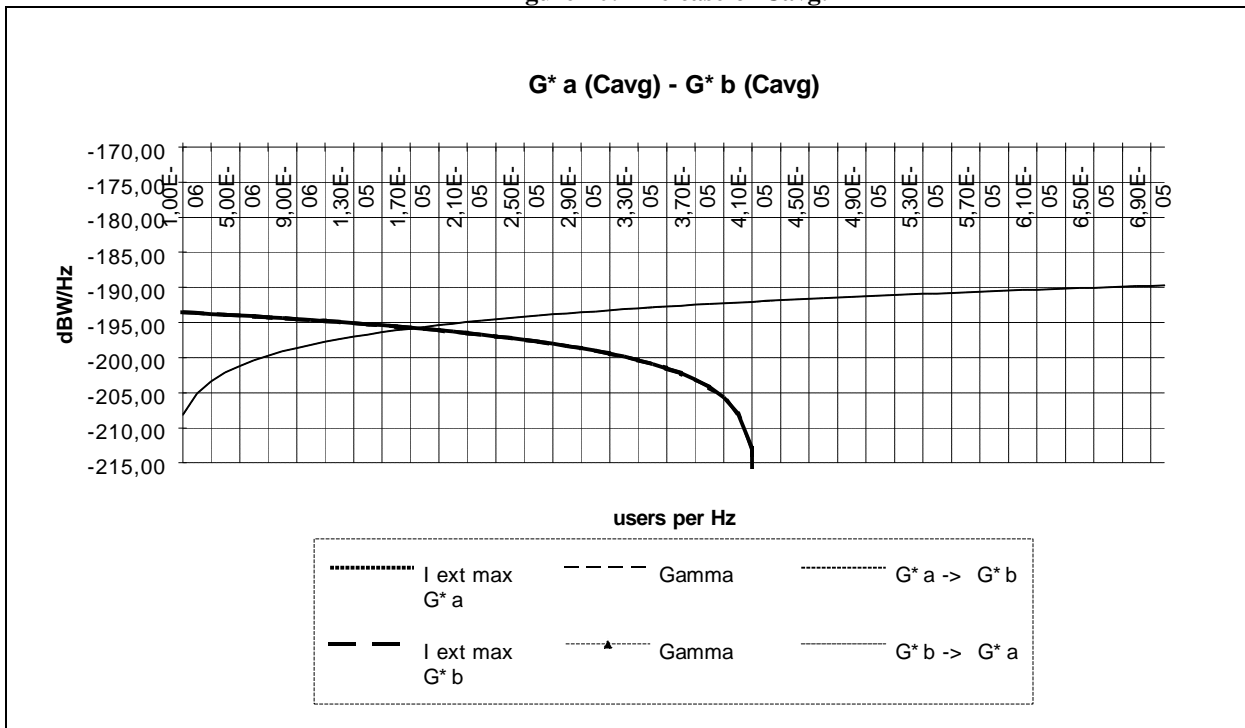 of Cavg.
G* a (Cavg) - G* b (Cavg)
-170,00
-175,00
-180,00
-185,00
-190,00
-195,00
-200,00
-205,00
-210,00
-215,00
dBW/Hz
1,00E-
06
5,00E-
06
9,00E-
06
1,30E-
05
1,70E-
05
2,10E-
05
2,50E-
05
2,90E-
05
3,30E-
05
3,70E-
05
4,10E-
05
4,50E-
05
4,90E-
05
5,30E-
05
5,70E-
05
6,10E-
05
6,50E-
05
6,90E-
05
users per Hz
I ext max
G* a
Gamma
G* a -> G* b
I ext max
G* b
Gamma
G* b -> G* a